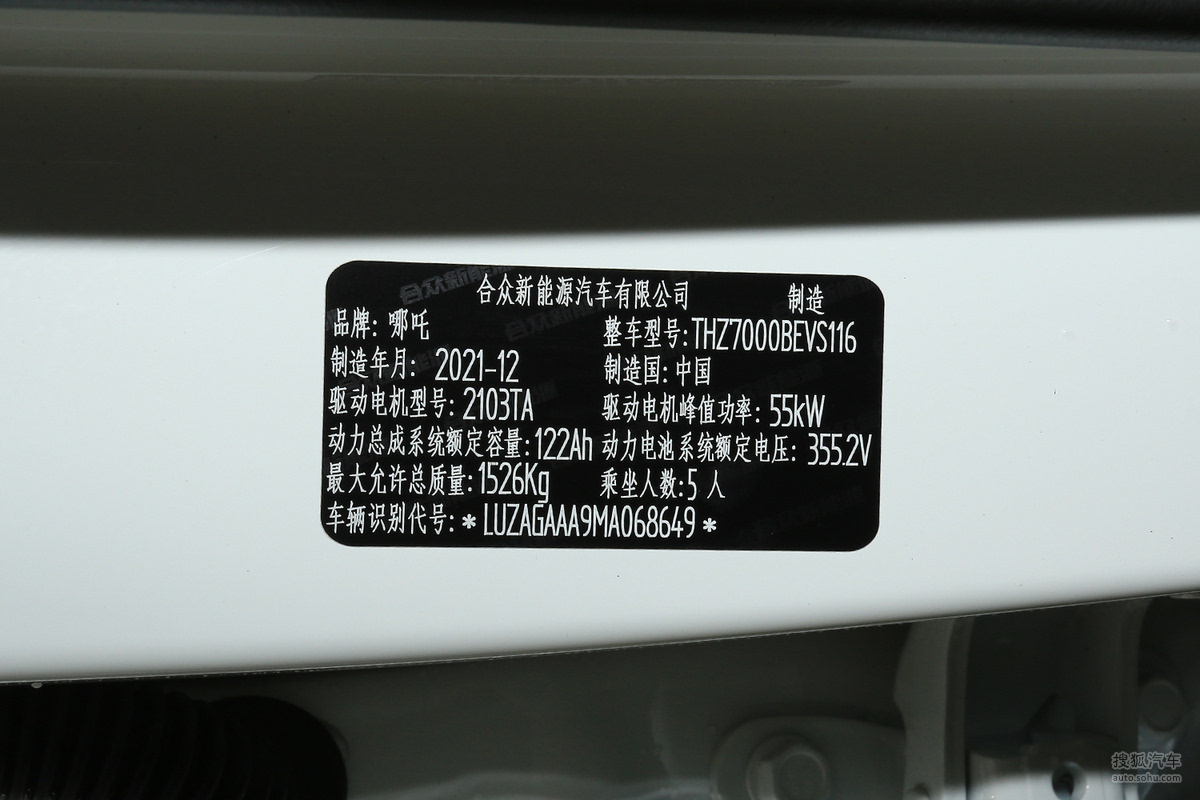 合众新能源汽车有限公司 制造
品牌: 哪吒 整车型号:THZ7000BEVS116
制造年月: 2021-12 制造国: 中国
驱动电机型号: 2103TA 驱动电机峰值功率: 55kW
动力总成系统额定容量:122Ah 动力电池系统额定电压: 355.2V
最大允许总质量:1526Kg 乘坐人数:5 人
车辆识别代号: * LUZAGAAA9MA068649 *
搜狐汽车
auto.sohu.com